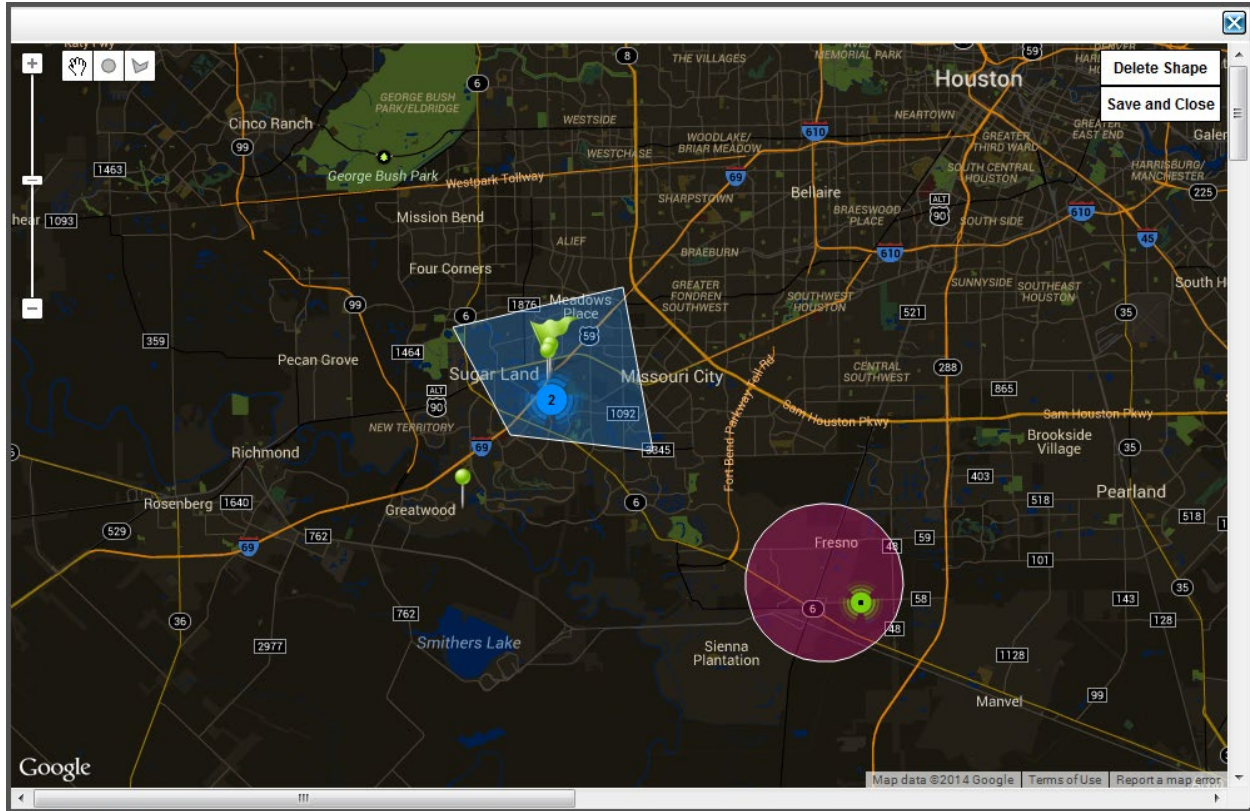 Katy Fwy
8
THE VILLAGES
MEMORIAL PARK
59
Houston
Delete Shape
Save and Close
6
GEORGE BUSH
PARK/ELDRIDGE
WESTSIDE
NEARTOWN
GREATER
EAST END
Cinco Ranch
99
WOODLAKE/
BRIAR MEADOW
610
GREATER
THIRD WARD
Galer
WESTCHASE
1463
George Bush Park
Westpark Tollway
69
SOUTH CENTRAL
HOUSTON
HARRISBURG/
MANCHESTER
225
Bellaire
SHARPSTOWN
ALT
90
BRAESWOOD
PLACE
SOUTH SIDE
610
hear
1093
Mission Bend
ALIEF
BRAEBURN
610
45
Four Corners
GREATER
FONDREN
SOUTHWEST
SOUTHWEST
HOUSTON
SUNNYSIDE
SOUTHEAST
HOUSTON
South H
99
1876
Meadows
Place
6
521
35
359
59
Pecan Grove
1464
Sugar Land
Missouri City
CENTRAL
SOUTHWEST
288
865
ALT
90
2
1092
Fort Bend Parkway Toll Rd
Sam Houston Pkwy
Sam Houston Pkwy
NEW TERRITORY
69
3345
Brookside
Village
35
Richmond
403
Pearland
Rosenberg
1640
Greatwood
6
518
518
529
762
69
Fresno
48
59
101
35
762
6
58
143
36
48
128
2977
Smithers Lake
Sienna
Plantation
1128
Manvel
99
Google
Map data ©2014 Google
Terms of Use
Report a map error